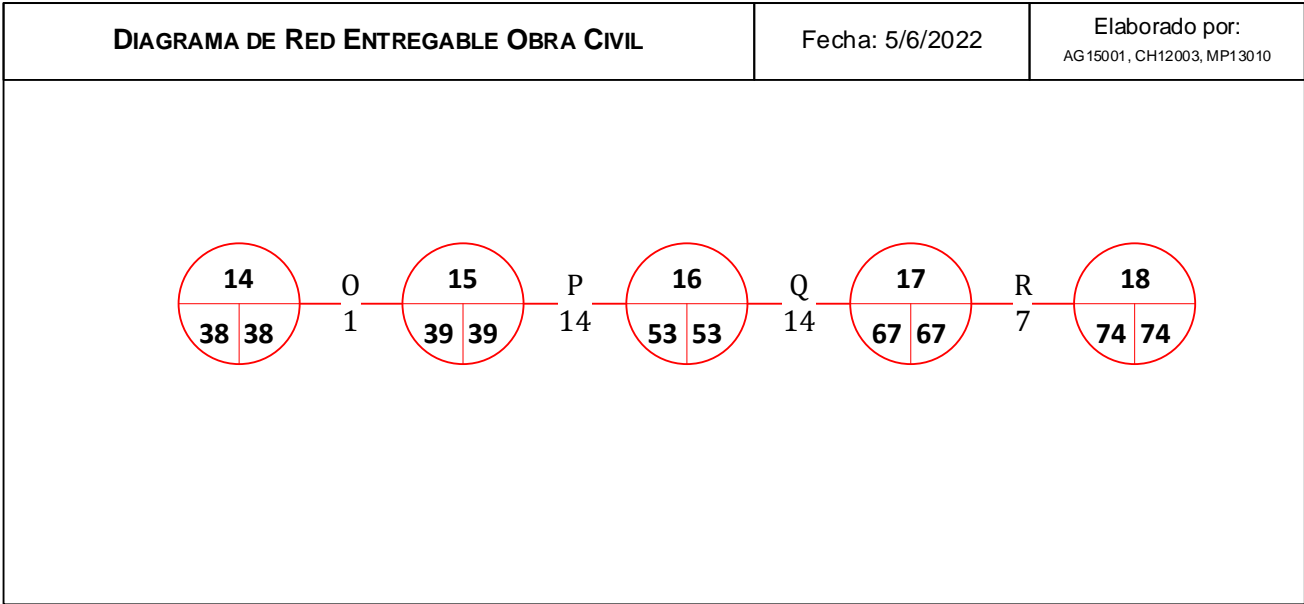 DIAGRAMA DE RED ENTREGABLE OBRA CIVIL
Fecha: 5/6/2022
Elaborado por:
AG15001, CH12003, MP13010
14
38 38
O
1
15
39 39
P
14
16
53 53
Q
14
17
67 67
R
7
18
74 74